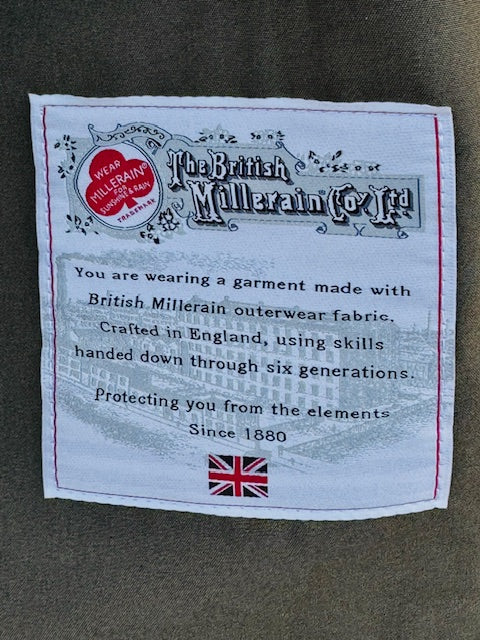 WEAR
MILLERAIN®
FOR
SUNSHINE & RAIN
TRADEMARK
The British
Millerain Co/ Ltd
You are wearing a garment made with
British Millerain outerwear fabric.
Crafted in England, using skills
handed down through six generations.
Protecting you from the elements
Since 1880